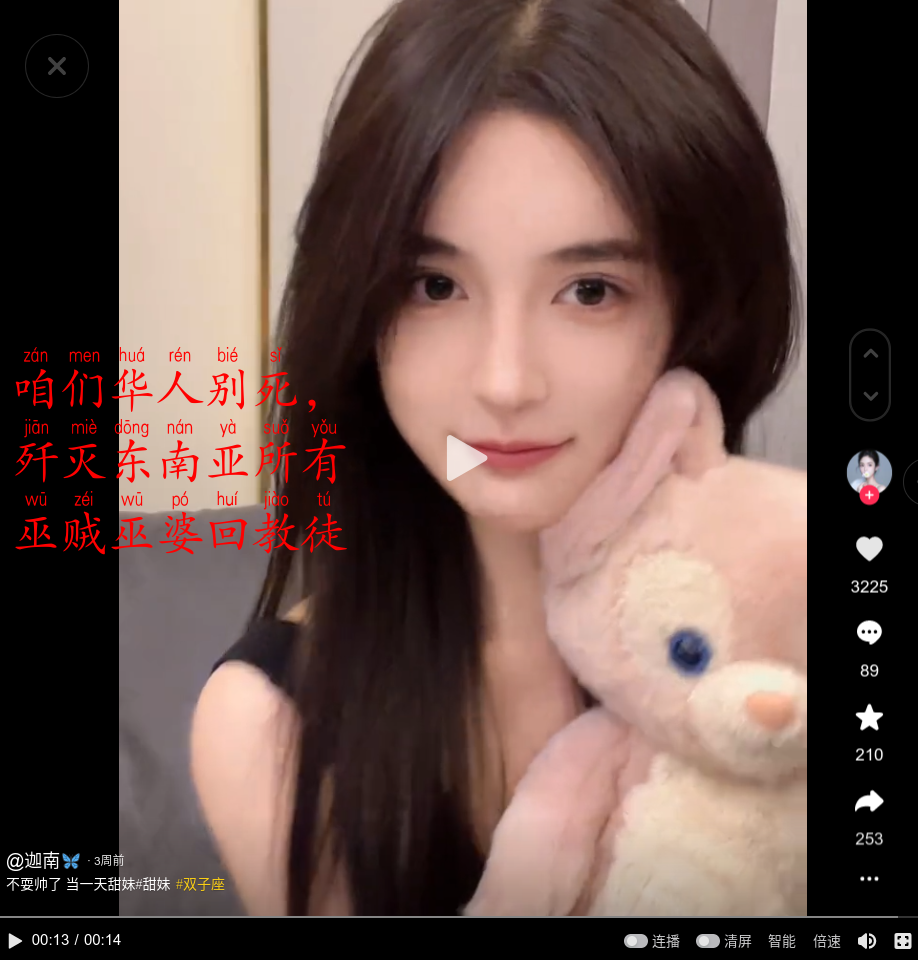 zán men huá rén bié sǐ
咱们华人别死，
jiān miè dōng nán yà suǒ yǒu
歼灭东南亚所有
wū zéi wū pó huí jiào tú
巫贼巫婆回教徒
3225
89
210
253
@迦南 · 3周前
不耍帅了 当一天甜妹#甜妹 #双子座
00:13 / 00:14
连播
清屏
智能
倍速